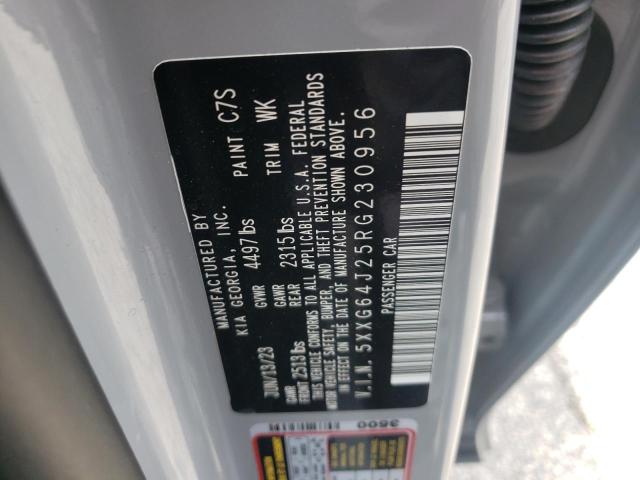 MANUFACTURED BY
KIA GEORGIA, INC.
PAINT C7S
TRIM WK
JUN/13/23
GVWR 4497lbs
GAWR FRONT 2513lbs
GAWR REAR 2315lbs
THIS VEHICLE CONFORMS TO ALL APPLICABLE U.S.A. FEDERAL
MOTOR VEHICLE SAFETY, BUMPER, AND THEFT PREVENTION STANDARDS
IN EFFECT ON THE DATE OF MANUFACTURE SHOWN ABOVE.
V.I.N. 5XXG64J25RG230956
PASSENGER CAR
3500